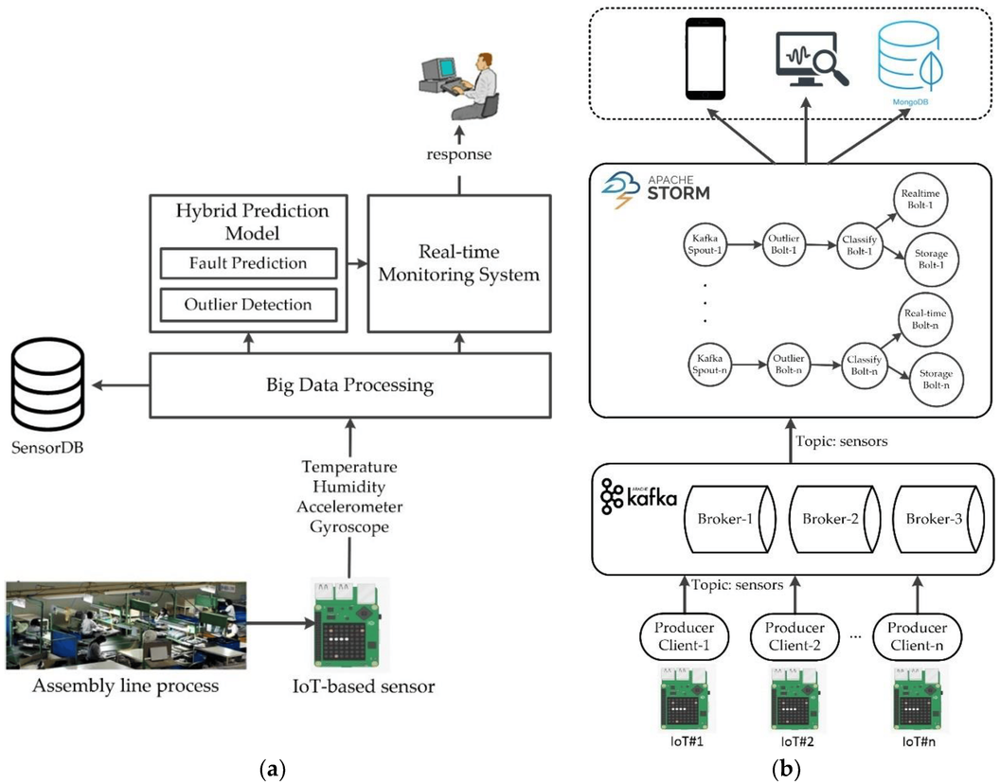 response
Hybrid Prediction
Model
Fault Prediction
Outlier Detection
Real-time
Monitoring System
Big Data Processing
SensorDB
Temperature
Humidity
Accelerometer
Gyroscope
Assembly line process
IoT-based sensor
(a)
MongoDB
APACHE
STORM
Kafka
Spout-1
Outlier
Bolt-1
Classify
Bolt-1
Realtime
Bolt-1
Storage
Bolt-1
.
.
.
Kafka
Spout-n
Outlier
Bolt-n
Classify
Bolt-n
Real-time
Bolt-n
Storage
Bolt-n
Topic: sensors
APACHE
kafka
Broker-1
Broker-2
Broker-3
Topic: sensors
Producer
Client-1
Producer
Client-2
...
Producer
Client-n
IoT#1
IoT#2
IoT#n
(b)